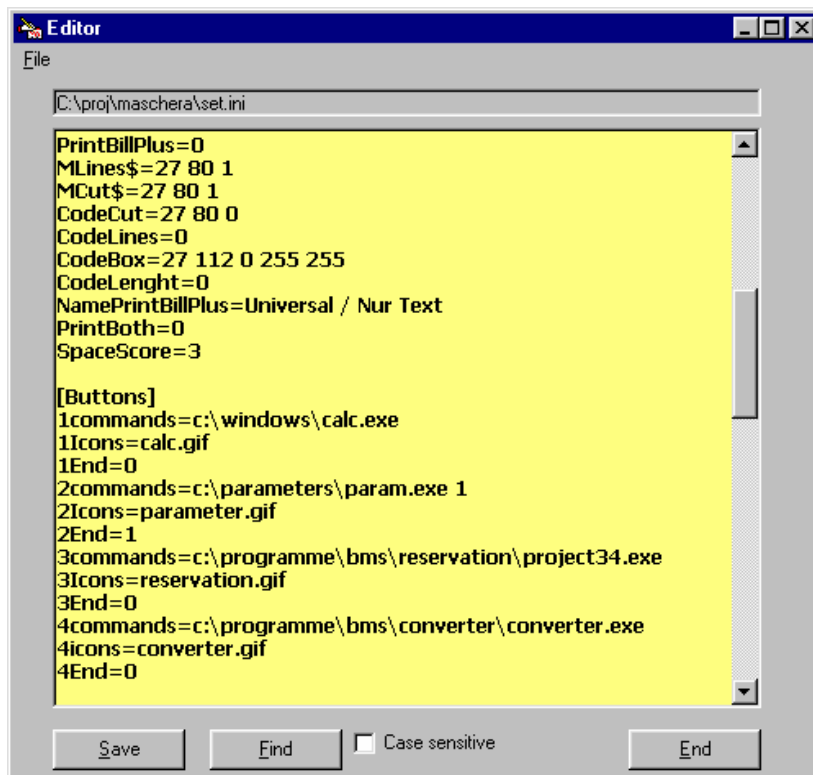 Editor
File
C:\proj\maschera\set.ini
PrintBillPlus=0
MLines$=27 80 1
MCut$=27 80 1
CodeCut=27 80 0
CodeLines=0
CodeBox=27 112 0 255 255
CodeLenght=0
NamePrintBillPlus=Universal / Nur Text
PrintBoth=0
SpaceScore=3

[Buttons]
1commands=c:\windows\calc.exe
1Icons=calc.gif
1End=0
2commands=c:\parameters\param.exe 1
2Icons=parameter.gif
2End=1
3commands=c:\programme\bms\reservation\project34.exe
3Icons=reservation.gif
3End=0
4commands=c:\programme\bms\converter\converter.exe
4icons=converter.gif
4End=0
Save Find Case sensitive End